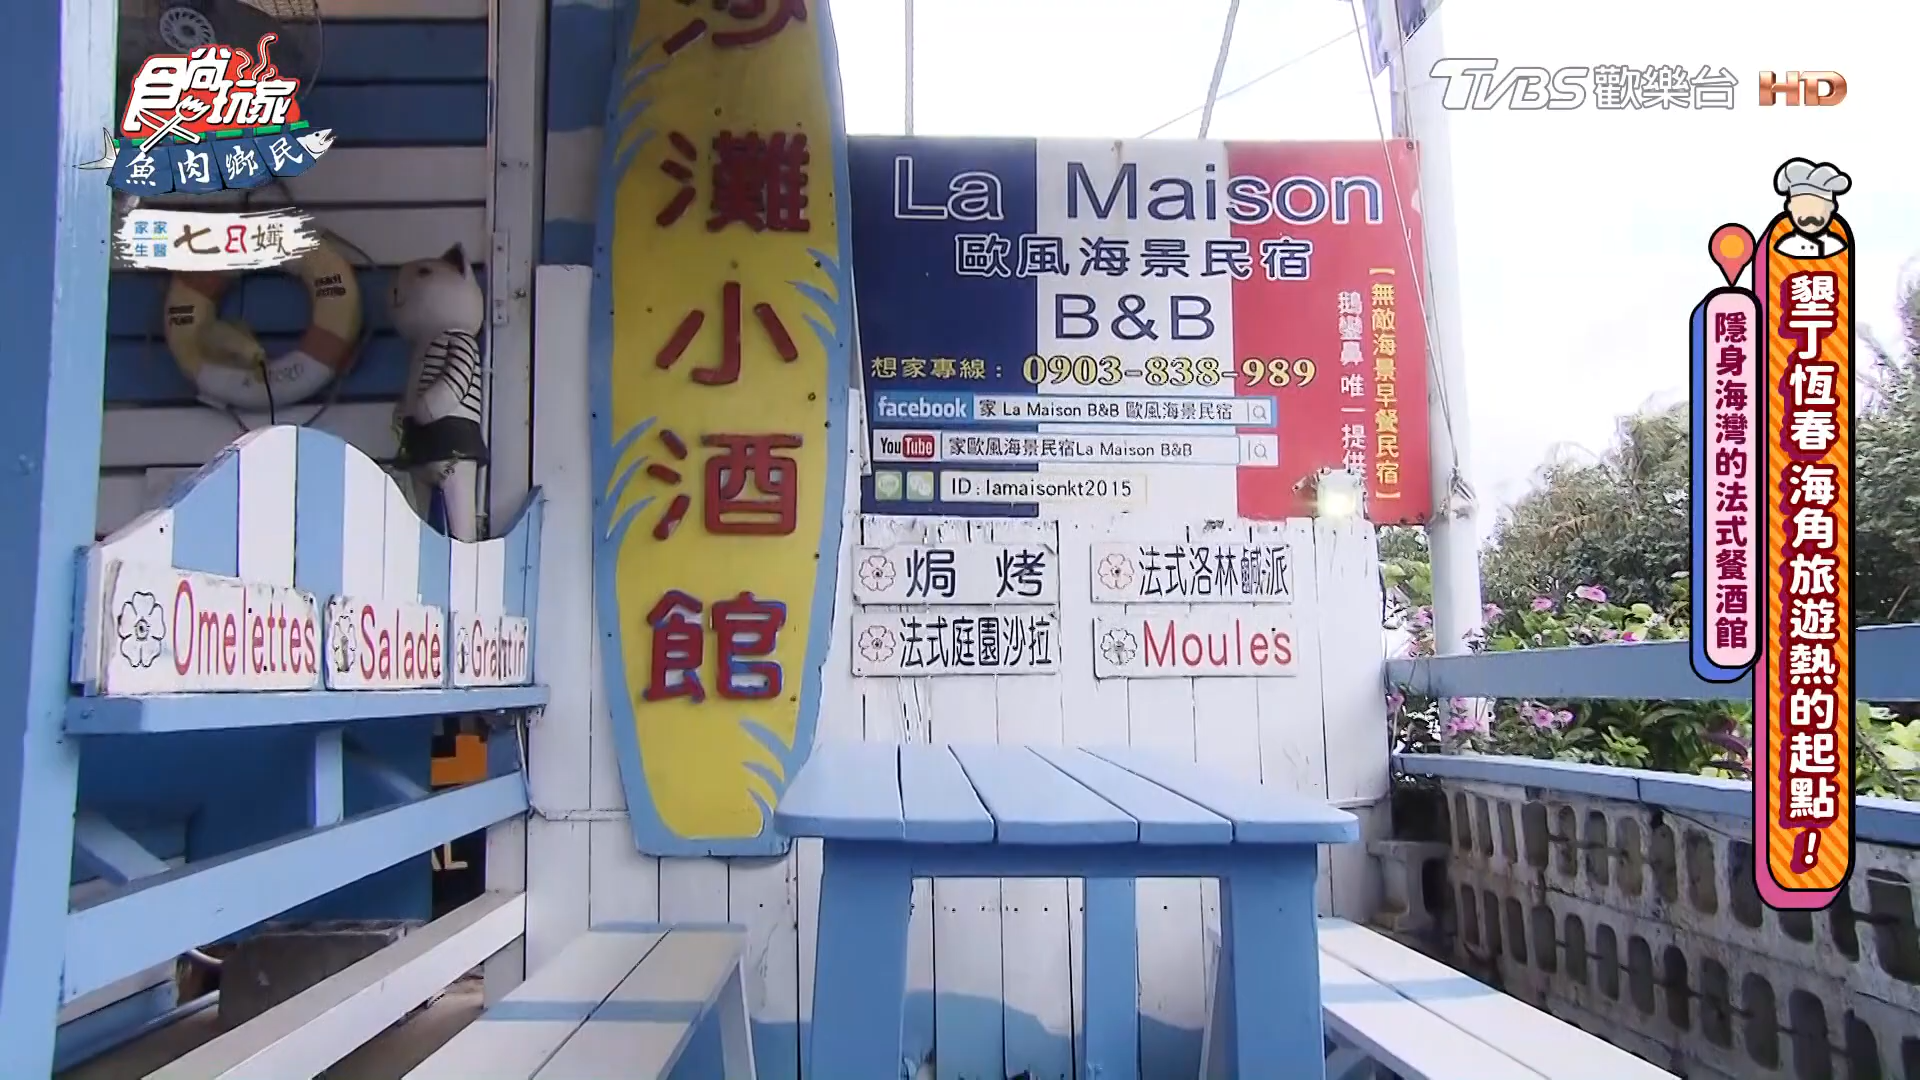 食尚玩家
魚肉鄉民
家家
生醫
七日孅
TVBS歡樂台 HD
墾丁恆春海角旅遊熱的起點！
隱身海灣的法式餐酒館
沙灘小酒館
La Maison
歐風海景民宿
B&B
想家專線：0903-838-989
facebook 家 La Maison B&B 歐風海景民宿
YouTube 家歐風海景民宿La Maison B&B
ID:lamaisonkt2015
【無敵海景早餐民宿】
鵝鑾鼻 唯一提供
焗 烤
法式洛林鹹派
法式庭園沙拉
Moules
Omelettes
Salade